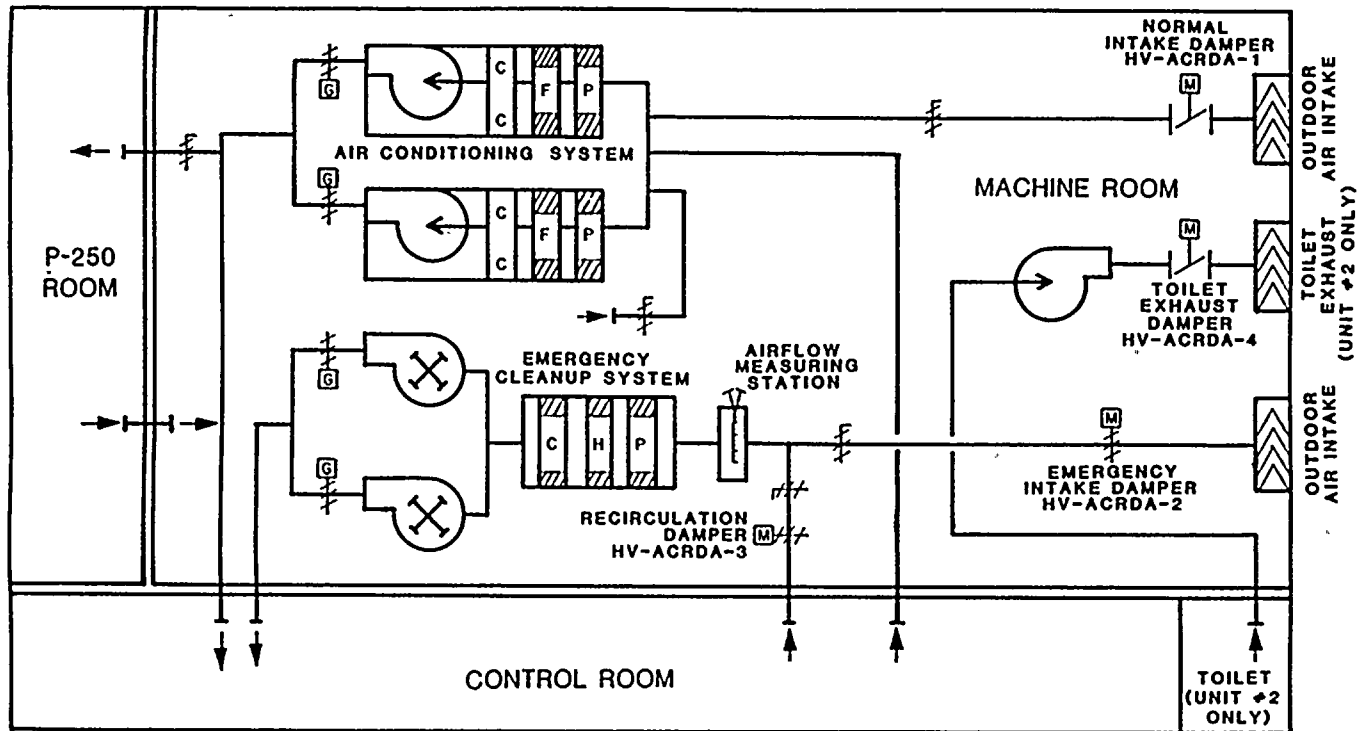 NORMAL
INTAKE DAMPER
HV-ACRDA-1
M
OUTDOOR
AIR INTAKE
G
C
C
F
P
AIR CONDITIONING SYSTEM
G
C
C
F
P
MACHINE ROOM
M
TOILET
EXHAUST
DAMPER
HV-ACRDA-4
TOILET
EXHAUST
(UNIT #2 ONLY)
P-250
ROOM
EMERGENCY
CLEANUP SYSTEM
AIRFLOW
MEASURING
STATION
G
C
H
P
G
M
EMERGENCY
INTAKE DAMPER
HV-ACRDA-2
OUTDOOR
AIR INTAKE
RECIRCULATION
DAMPER
HV-ACRDA-3
M
CONTROL ROOM
TOILET
(UNIT #2
ONLY)